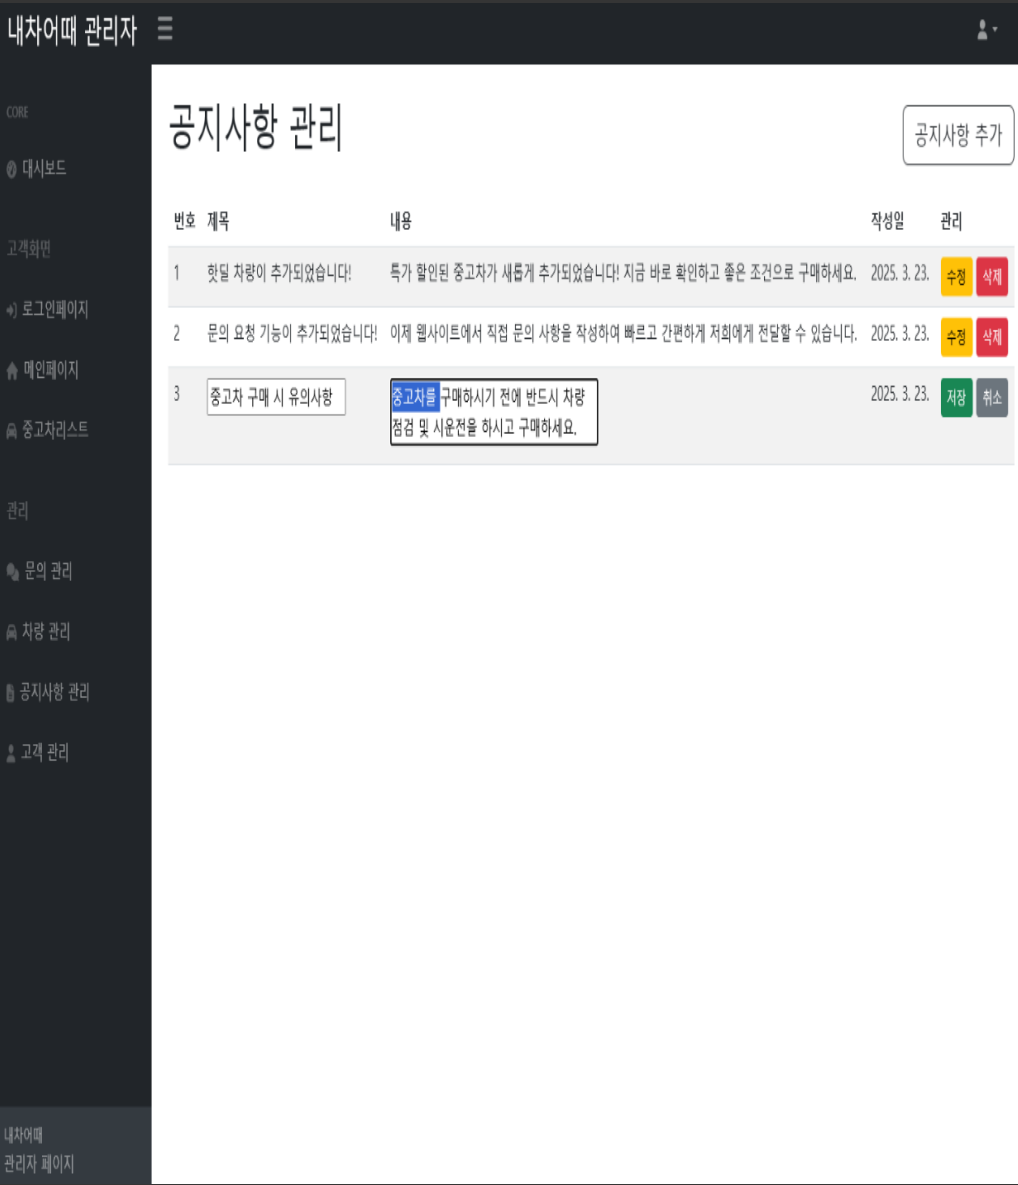 내차어때 관리자
CORE
대시보드
고객화면
로그인페이지
메인페이지
중고차리스트
관리
문의 관리
차량 관리
공지사항 관리
고객 관리
내차어때
관리자 페이지
공지사항 관리
공지사항 추가
번호 제목 내용 작성일 관리
1 핫딜 차량이 추가되었습니다! 특가 할인된 중고차가 새롭게 추가되었습니다! 지금 바로 확인하고 좋은 조건으로 구매하세요. 2025. 3. 23. 수정 삭제
2 문의 요청 기능이 추가되었습니다! 이제 웹사이트에서 직접 문의 사항을 작성하여 빠르고 간편하게 저희에게 전달할 수 있습니다. 2025. 3. 23. 수정 삭제
3 중고차 구매 시 유의사항 중고차를 구매하시기 전에 반드시 차량 2025. 3. 23. 저장 취소
점검 및 시운전을 하시고 구매하세요.